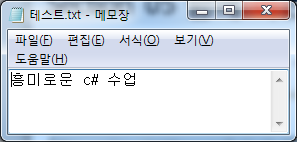 테스트.txt - 메모장
파일(F) 편집(E) 서식(O) 보기(V)
도움말(H)
흥미로운 c# 수업